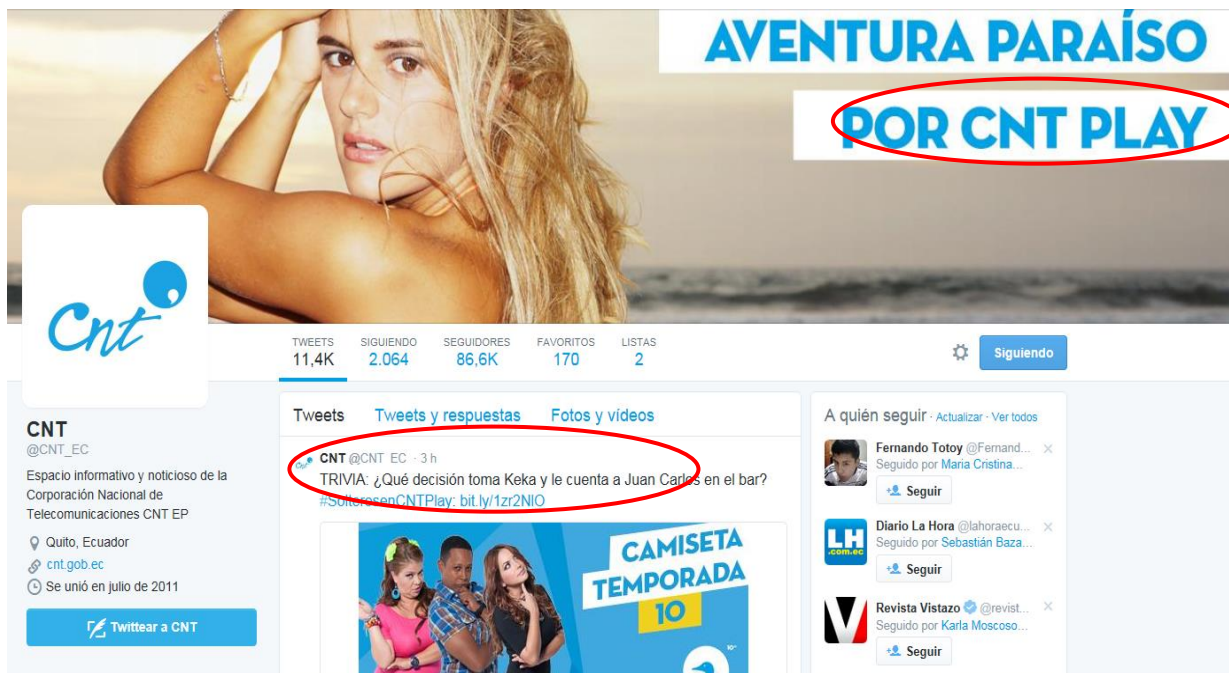 AVENTURA PARAÍSO
POR CNT PLAY
Cnt
TWEETS
11,4K
SIGUIENDO
2.064
SEGUIDORES
86,6K
FAVORITOS
170
LISTAS
2
Siguiendo
CNT
@CNT_EC
Espacio informativo y noticioso de la
Corporación Nacional de
Telecomunicaciones CNT EP
Quito, Ecuador
cnt.gob.ec
Se unió en julio de 2011
Twittear a CNT
Tweets Tweets y respuestas Fotos y vídeos
CNT @CNT_EC · 3 h
TRIVIA: ¿Qué decisión toma Keka y le cuenta a Juan Carlos en el bar?
#SolterosenCNTPlay: bit.ly/1zr2NIO
CAMISETA
TEMPORADA
10
A quién seguir · Actualizar · Ver todos
Fernando Totoy @Fernand...
Seguido por Maria Cristina...
Seguir
LH
.com.ec
Diario La Hora @lahoraecu...
Seguido por Sebastián Baza...
Seguir
V
Revista Vistazo @revist...
Seguido por Karla Moscoso...
Seguir